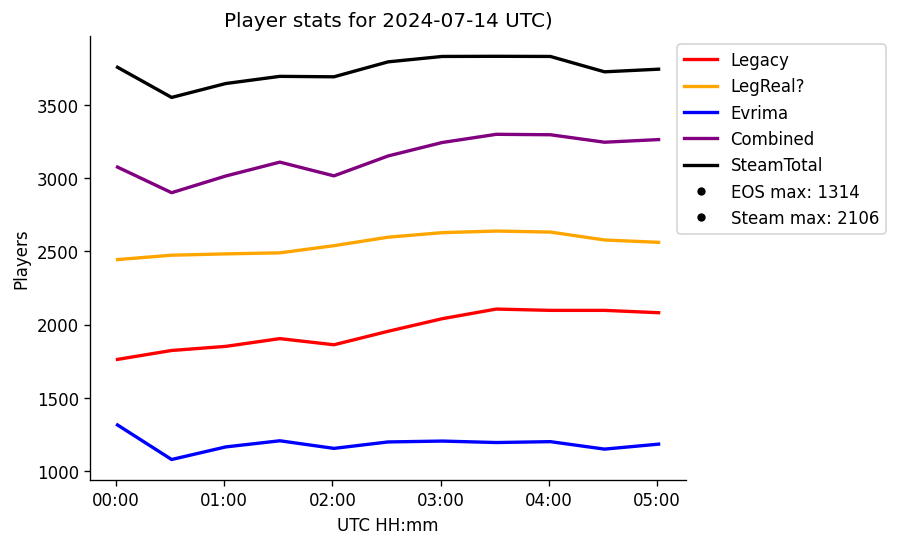 Player stats for 2024-07-14 UTC)
Legacy
LegReal?
Evrima
Combined
SteamTotal
EOS max: 1314
Steam max: 2106
Players
3500
3000
2500
2000
1500
1000
00:00 01:00 02:00 03:00 04:00 05:00
UTC HH:mm